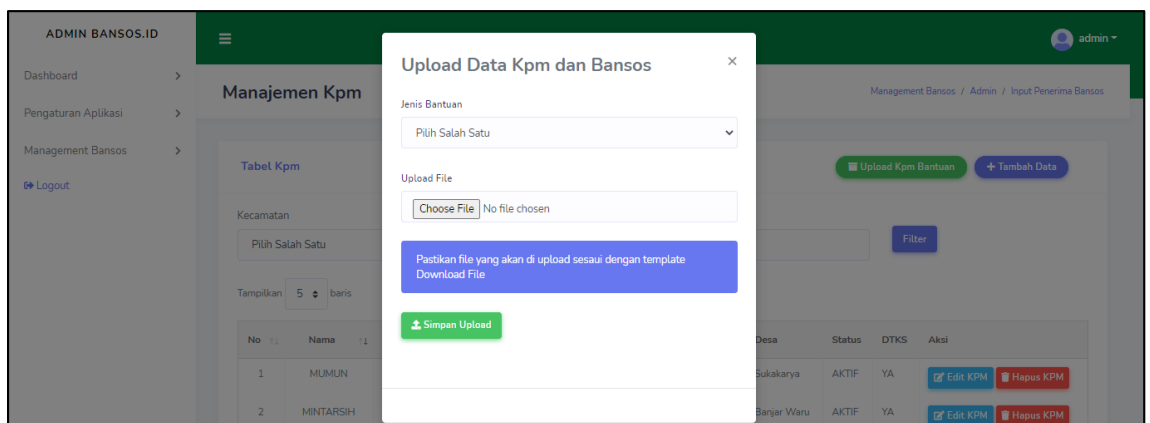 ADMIN BANSOS.ID
admin
Dashboard
Pengaturan Aplikasi
Management Bansos
Logout
Manajemen Kpm
Management Bansos / Admin / Input Penerima Bansos
Upload Data Kpm dan Bansos
×
Jenis Bantuan
Pilih Salah Satu
Upload File
Choose File No file chosen
Pastikan file yang akan di upload sesaui dengan template
Download File
Simpan Upload
Tabel Kpm
Upload Kpm Bantuan
+ Tambah Data
Kecamatan
Pilih Salah Satu
Filter
Tampilkan 5 baris
No Nama Desa Status DTKS Aksi
1 MUMUN Sukakarya AKTIF YA Edit KPM Hapus KPM
2 MINTARSIH Banjar Waru AKTIF YA Edit KPM Hapus KPM